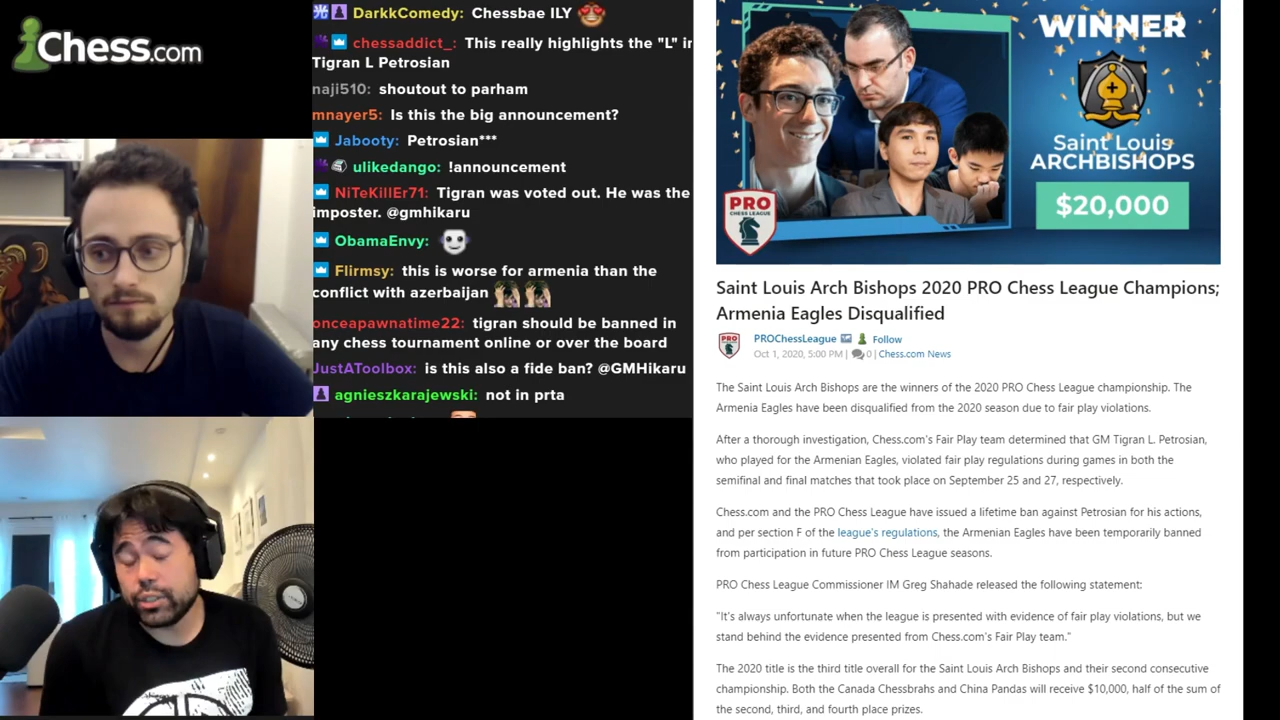 Chess.com
DarkkComedy: Chessbae ILY
chessaddict_: This really highlights the "L" in
Tigran L Petrosian
naji510: shoutout to parham
mnayer5: Is this the big announcement?
Jabooty: Petrosian***
ulikedango: !announcement
NiTeKillEr71: Tigran was voted out. He was the
imposter. @gmhikaru
ObamaEnvy:
Flirmsy: this is worse for armenia than the
conflict with azerbaijan
onceapawnatime22: tigran should be banned in
any chess tournament online or over the board
JustAToolbox: is this also a fide ban? @GMHikaru
agnieszkarajewski: not in prta
WINNER
Saint Louis
ARCHBISHOPS
$20,000
PRO
CHESS LEAGUE
Saint Louis Arch Bishops 2020 PRO Chess League Champions;
Armenia Eagles Disqualified
PRO
PROChessLeague Follow
Oct 1, 2020, 5:00 PM | 0 | Chess.com News
The Saint Louis Arch Bishops are the winners of the 2020 PRO Chess League championship. The
Armenia Eagles have been disqualified from the 2020 season due to fair play violations.
After a thorough investigation, Chess.com's Fair Play team determined that GM Tigran L. Petrosian,
who played for the Armenian Eagles, violated fair play regulations during games in both the
semifinal and final matches that took place on September 25 and 27, respectively.
Chess.com and the PRO Chess League have issued a lifetime ban against Petrosian for his actions,
and per section F of the league's regulations, the Armenian Eagles have been temporarily banned
from participation in future PRO Chess League seasons.
PRO Chess League Commissioner IM Greg Shahade released the following statement:
"It's always unfortunate when the league is presented with evidence of fair play violations, but we
stand behind the evidence presented from Chess.com's Fair Play team."
The 2020 title is the third title overall for the Saint Louis Arch Bishops and their second consecutive
championship. Both the Canada Chessbrahs and China Pandas will receive $10,000, half of the sum of
the second, third, and fourth place prizes.